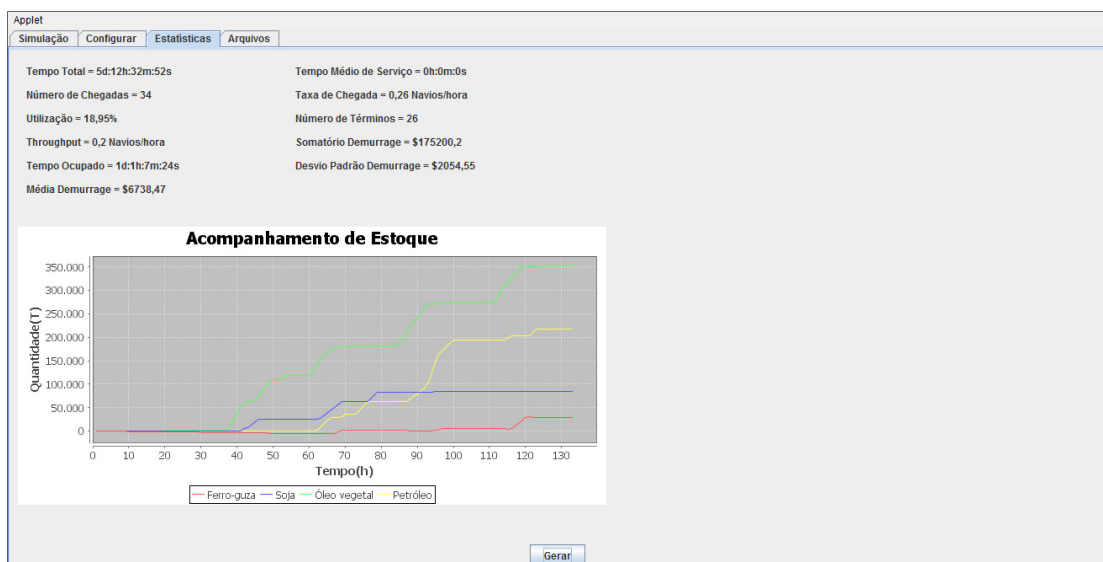 Applet
Simulação Configurar Estatísticas Arquivos
Tempo Total = 5d:12h:32m:52s Tempo Médio de Serviço = 0h:0m:0s
Número de Chegadas = 34 Taxa de Chegada = 0,26 Navios/hora
Utilização = 18,95% Número de Términos = 26
Throughput = 0,2 Navios/hora Somatório Demurrage = $175200,2
Tempo Ocupado = 1d:1h:7m:24s Desvio Padrão Demurrage = $2054,55
Média Demurrage = $6738,47
Acompanhamento de Estoque
350.000
300.000
250.000
200.000
150.000
100.000
50.000
0
Quantidade(T)
0 10 20 30 40 50 60 70 80 90 100 110 120 130
Tempo(h)
Ferro-guza Soja Óleo vegetal Petróleo
Gerar